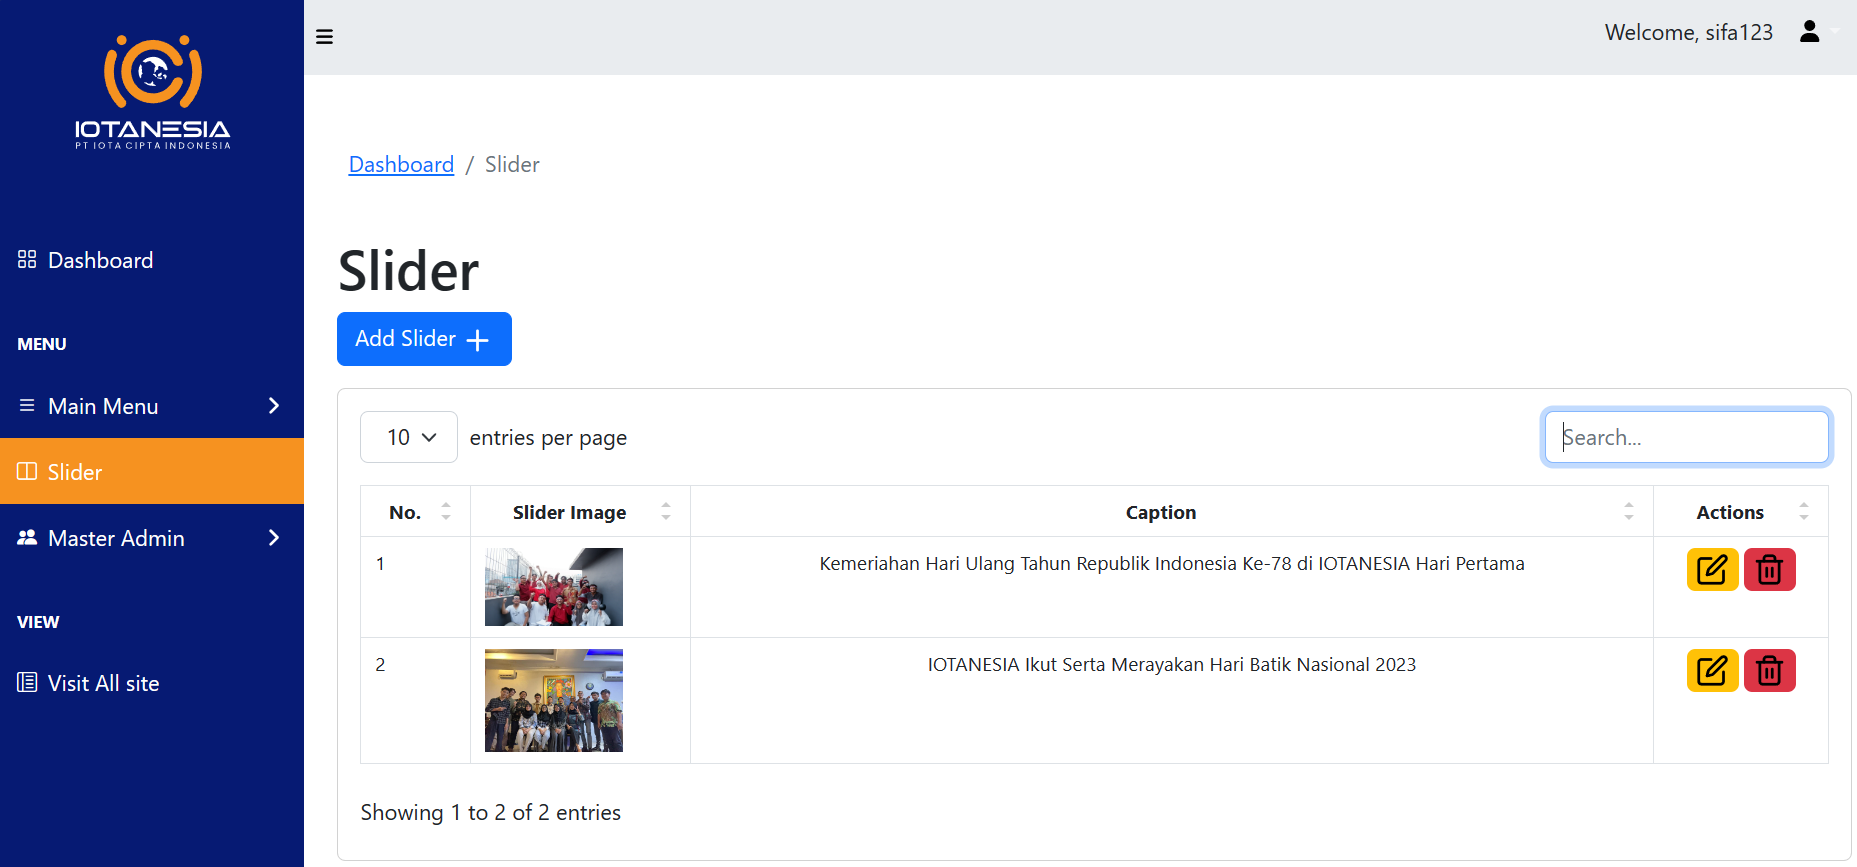 IOTANESIA
PT IOTA CIPTA INDONESIA
Welcome, sifa123
Dashboard
MENU
Main Menu
Slider
Master Admin
VIEW
Visit All site
Dashboard / Slider
Slider
Add Slider
10 entries per page
Search...
No. Slider Image Caption Actions
1 Kemeriahan Hari Ulang Tahun Republik Indonesia Ke-78 di IOTANESIA Hari Pertama
2 IOTANESIA Ikut Serta Merayakan Hari Batik Nasional 2023
Showing 1 to 2 of 2 entries